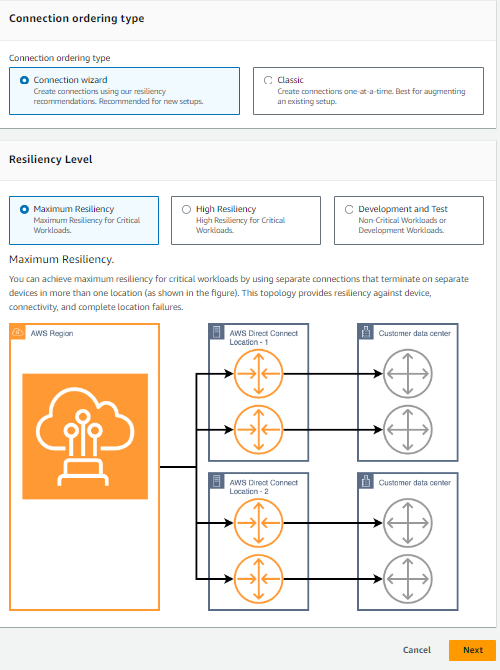 Connection ordering type
Connection ordering type
Connection wizard
Create connections using our resiliency
recommendations. Recommended for new setups.
Classic
Create connections one-at-a-time. Best for augmenting
an existing setup.
Resiliency Level
Maximum Resiliency
Maximum Resiliency for Critical
Workloads.
High Resiliency
High Resiliency for Critical
Workloads.
Development and Test
Non-Critical Workloads or
Development Workloads.
Maximum Resiliency.
You can achieve maximum resiliency for critical workloads by using separate connections that terminate on separate
devices in more than one location (as shown in the figure). This topology provides resiliency against device,
connectivity, and complete location failures.
AWS Region
AWS Direct Connect
Location - 1
Customer data center
AWS Direct Connect
Location - 2
Customer data center
Cancel
Next